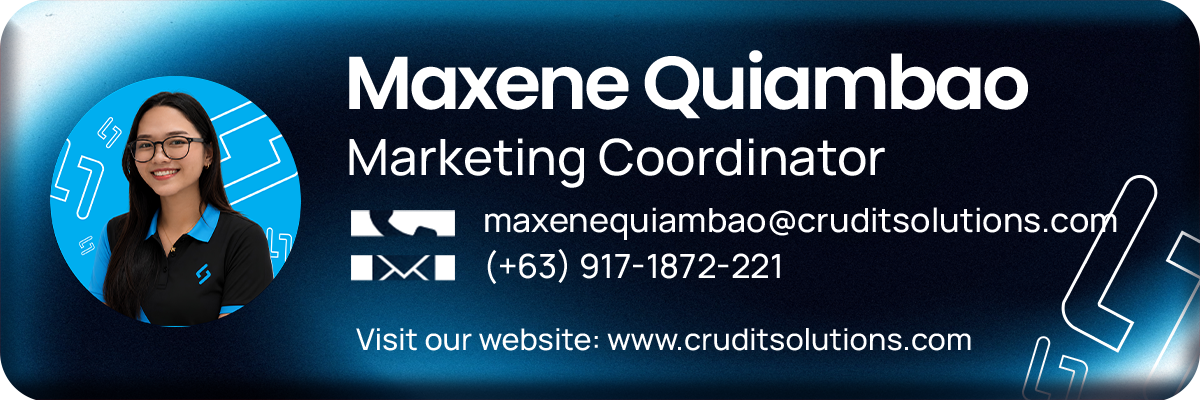 Maxene Quiambao
Marketing Coordinator
maxenequiambao@cruditsolutions.com
(+63) 917-1872-221
Visit our website: www.cruditsolutions.com